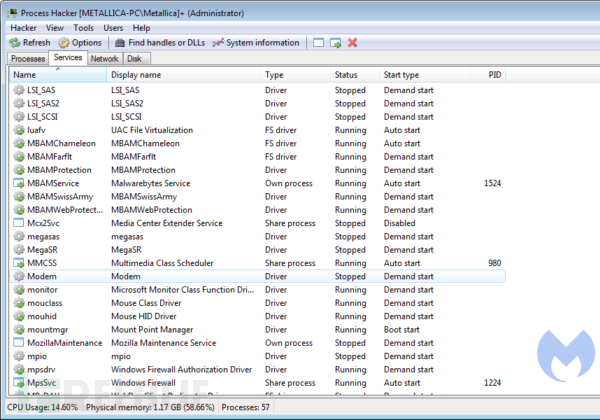 Process Hacker [METALLICA-PC\Metallica]+ (Administrator)
Hacker View Tools Users Help
Refresh Options Find handles or DLLs System information
Processes Services Network Disk
Name Display name Type Status Start type PID
LSI_SAS LSI_SAS Driver Stopped Demand start
LSI_SAS2 LSI_SAS2 Driver Stopped Demand start
LSI_SCSI LSI_SCSI Driver Stopped Demand start
luafv UAC File Virtualization FS driver Running Auto start
MBAMChameleon MBAMChameleon FS driver Running Auto start
MBAMFarflt MBAMFarflt FS driver Running Demand start
MBAMProtection MBAMProtection Driver Running Demand start
MBAMService Malwarebytes Service Own process Running Auto start 1524
MBAMSwissArmy MBAMSwissArmy Driver Running Demand start
MBAMWebProtect... MBAMWebProtection Driver Running Demand start
Mcx2Svc Media Center Extender Service Share process Stopped Disabled
megasas megasas Driver Stopped Demand start
MegaSR MegaSR Driver Stopped Demand start
MMCSS Multimedia Class Scheduler Share process Running Auto start 980
Modem Modem Driver Stopped Demand start
monitor Microsoft Monitor Class Function Dri... Driver Running Demand start
mouclass Mouse Class Driver Driver Running Demand start
mouhid Mouse HID Driver Driver Running Demand start
mountmgr Mount Point Manager Driver Running Boot start
MozillaMaintenance Mozilla Maintenance Service Own process Stopped Demand start
mpio mpio Driver Stopped Demand start
mpsdrv Windows Firewall Authorization Driver Driver Running Demand start
MpsSvc Windows Firewall Share process Running Auto start 1224
CPU Usage: 14.60% Physical memory: 1.17 GB (58.66%) Processes: 57